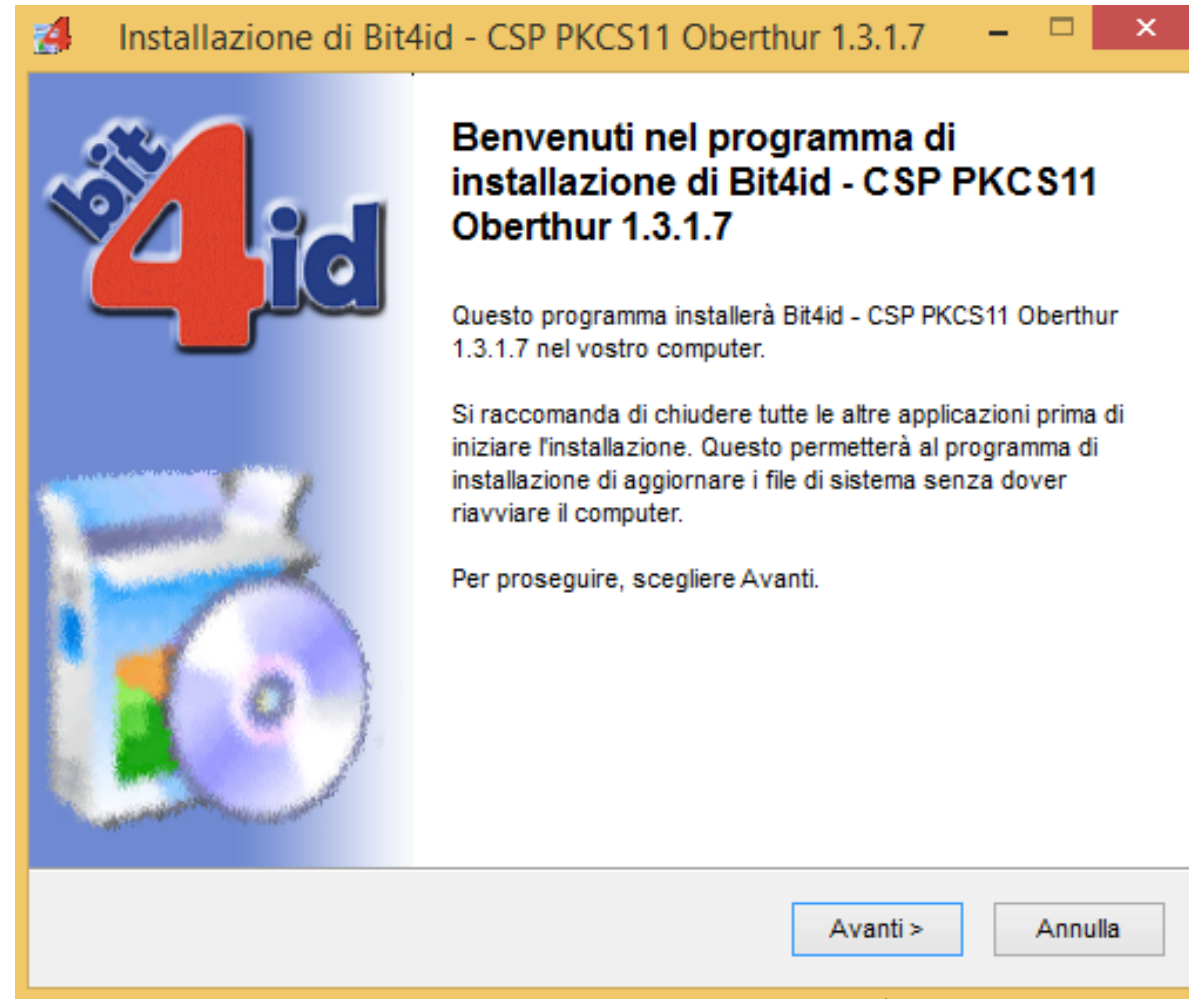 Installazione di Bit4id - CSP PKCS11 Oberthur 1.3.1.7
bit
4
id
Benvenuti nel programma di
installazione di Bit4id - CSP PKCS11
Oberthur 1.3.1.7
Questo programma installerà Bit4id - CSP PKCS11 Oberthur
1.3.1.7 nel vostro computer.
Si raccomanda di chiudere tutte le altre applicazioni prima di
iniziare l'installazione. Questo permetterà al programma di
installazione di aggiornare i file di sistema senza dover
riavviare il computer.
Per proseguire, scegliere Avanti.
Avanti >
Annulla